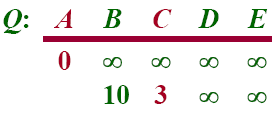 Q: A B C D E
0 ∞ ∞ ∞ ∞
10 3 ∞ ∞